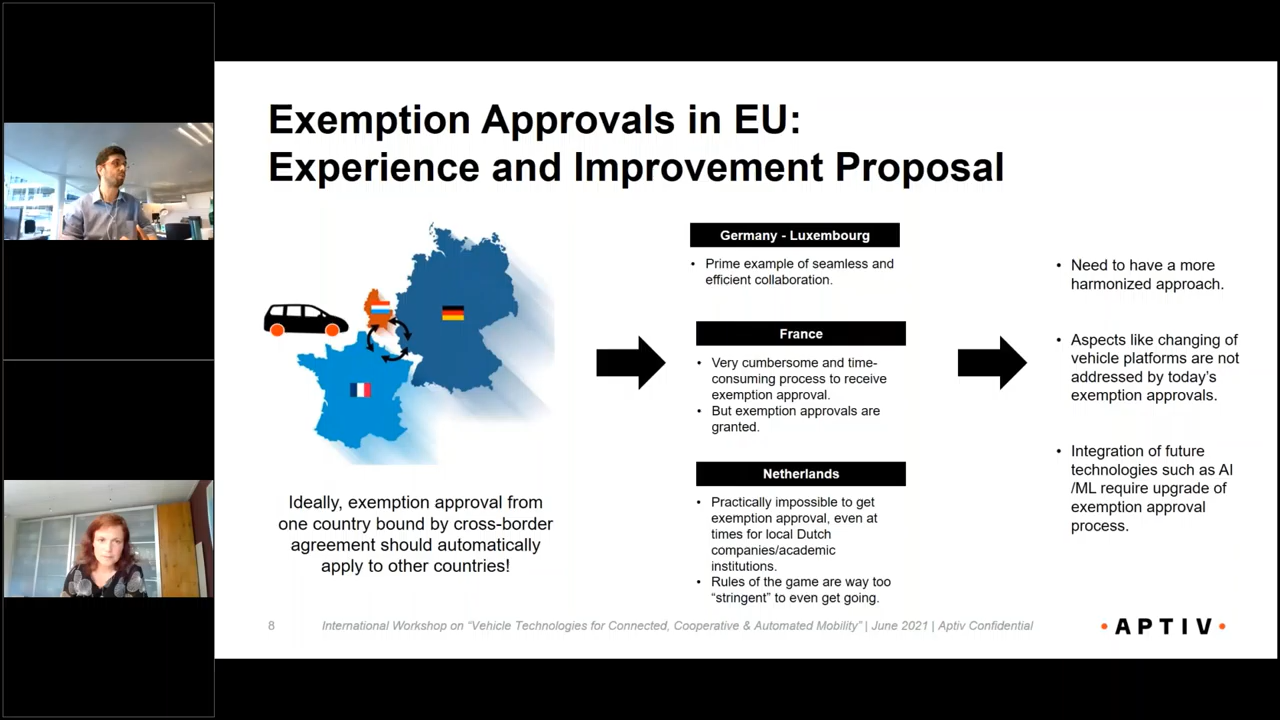 Exemption Approvals in EU:
Experience and Improvement Proposal
Ideally, exemption approval from
one country bound by cross-border
agreement should automatically
apply to other countries!
Germany - Luxembourg
• Prime example of seamless and
efficient collaboration.
France
• Very cumbersome and time-
consuming process to receive
exemption approval.
• But exemption approvals are
granted.
Netherlands
• Practically impossible to get
exemption approval, even at
times for local Dutch
companies/academic
institutions.
• Rules of the game are way too
“stringent” to even get going.
• Need to have a more
harmonized approach.
• Aspects like changing of
vehicle platforms are not
addressed by today’s
exemption approvals.
• Integration of future
technologies such as AI
/ML require upgrade of
exemption approval
process.
8
International Workshop on “Vehicle Technologies for Connected, Cooperative & Automated Mobility” | June 2021 | Aptiv Confidential
• APTIV •